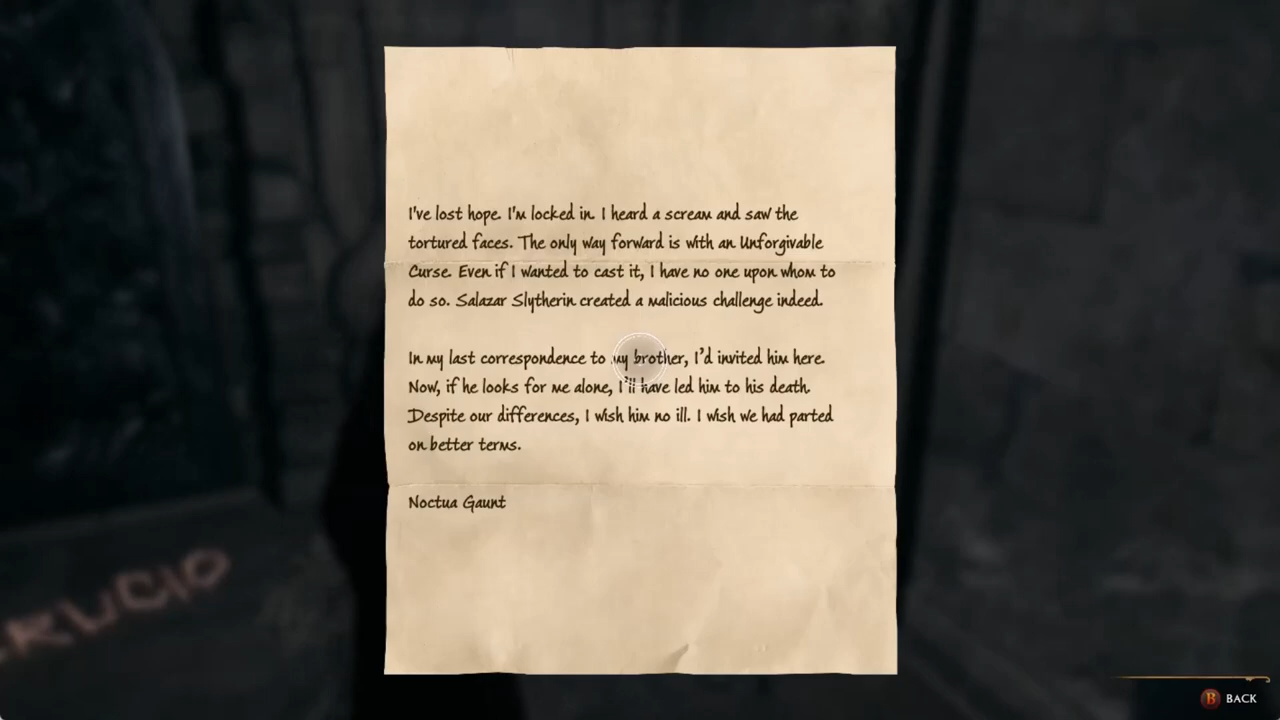 I've lost hope. I'm locked in. I heard a scream and saw the
tortured faces. The only way forward is with an Unforgivable
Curse. Even if I wanted to cast it, I have no one upon whom to
do so. Salazar Slytherin created a malicious challenge indeed.
In my last correspondence to my brother, I'd invited him here.
Now, if he looks for me alone, I'll have led him to his death.
Despite our differences, I wish him no ill. I wish we had parted
on better terms.
Noctua Gaunt
CRUCIO
B BACK